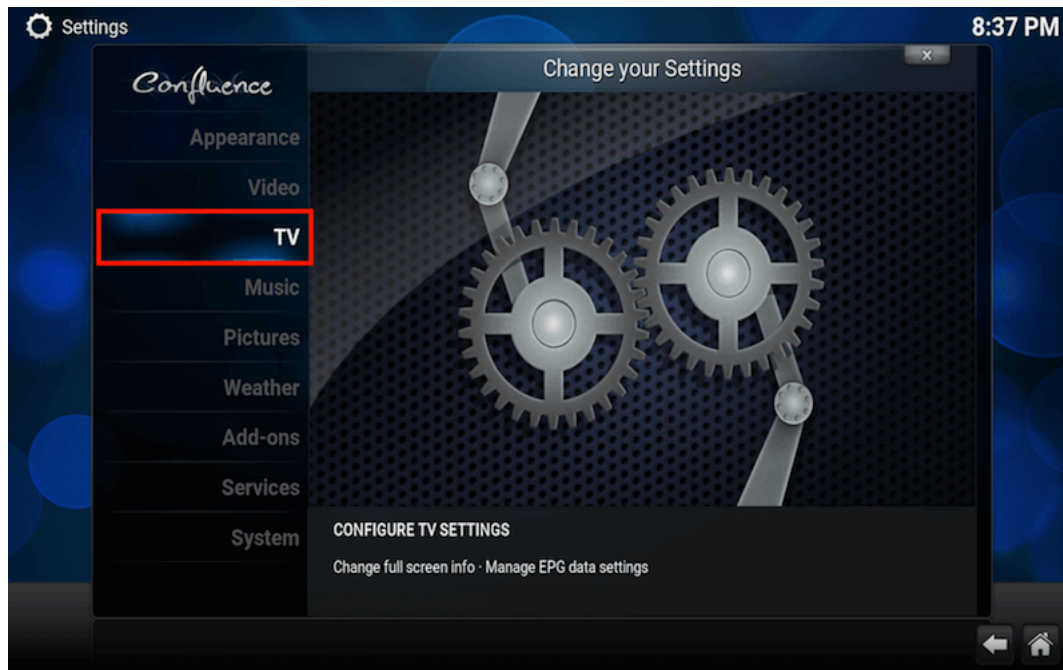 Settings
8:37 PM
Confluence
Change your Settings
Appearance
Video
TV
Music
Pictures
Weather
Add-ons
Services
System
CONFIGURE TV SETTINGS
Change full screen info · Manage EPG data settings